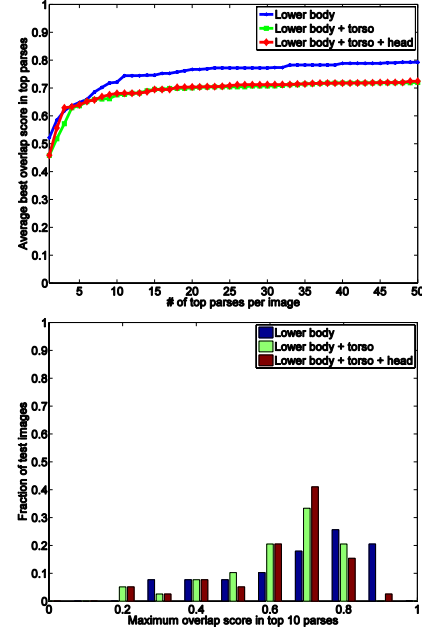 1
0.9
0.8
0.7
0.6
0.5
0.4
0.3
0.2
0.1
0
Average best overlap score in top parses
Lower body
Lower body + torso
Lower body + torso + head
5 10 15 20 25 30 35 40 45 50
# of top parses per image
1
0.9
0.8
0.7
0.6
0.5
0.4
0.3
0.2
0.1
0
Fraction of test images
Lower body
Lower body + torso
Lower body + torso + head
0 0.2 0.4 0.6 0.8 1
Maximum overlap score in top 10 parses